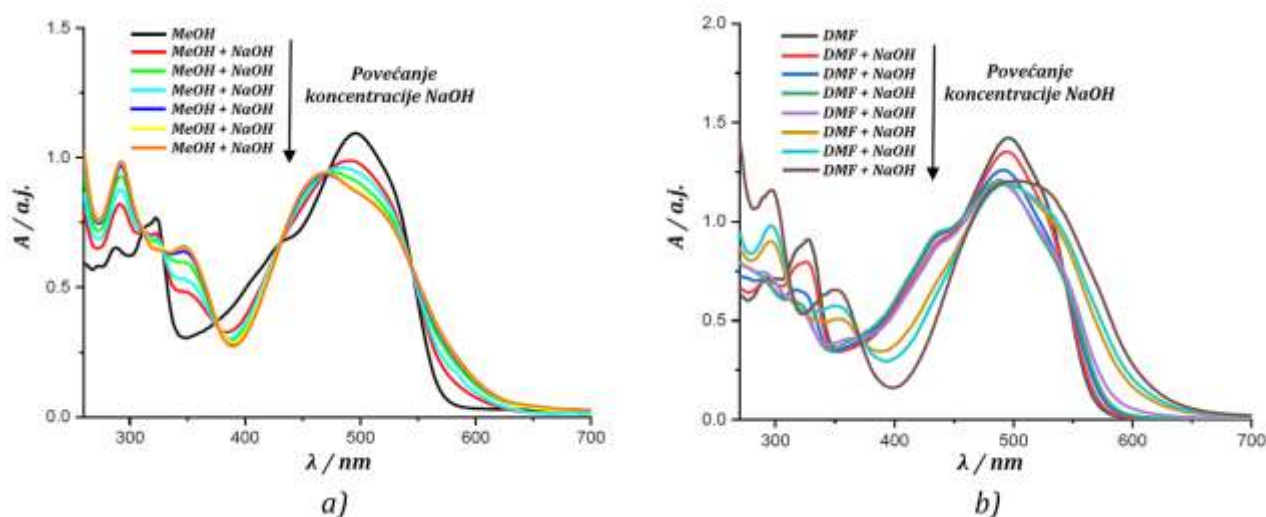 1.5
1.0
0.5
0.0
A / a.j.
MeOH
MeOH + NaOH
MeOH + NaOH
MeOH + NaOH
MeOH + NaOH
MeOH + NaOH
MeOH + NaOH
Povećanje
koncentracije NaOH
300
400
500
600
700
λ / nm
a)
2.0
1.5
1.0
0.5
0.0
A / a.j.
DMF
DMF + NaOH
DMF + NaOH
DMF + NaOH
DMF + NaOH
DMF + NaOH
DMF + NaOH
DMF + NaOH
Povećanje
koncentracije NaOH
300
400
500
600
700
λ / nm
b)